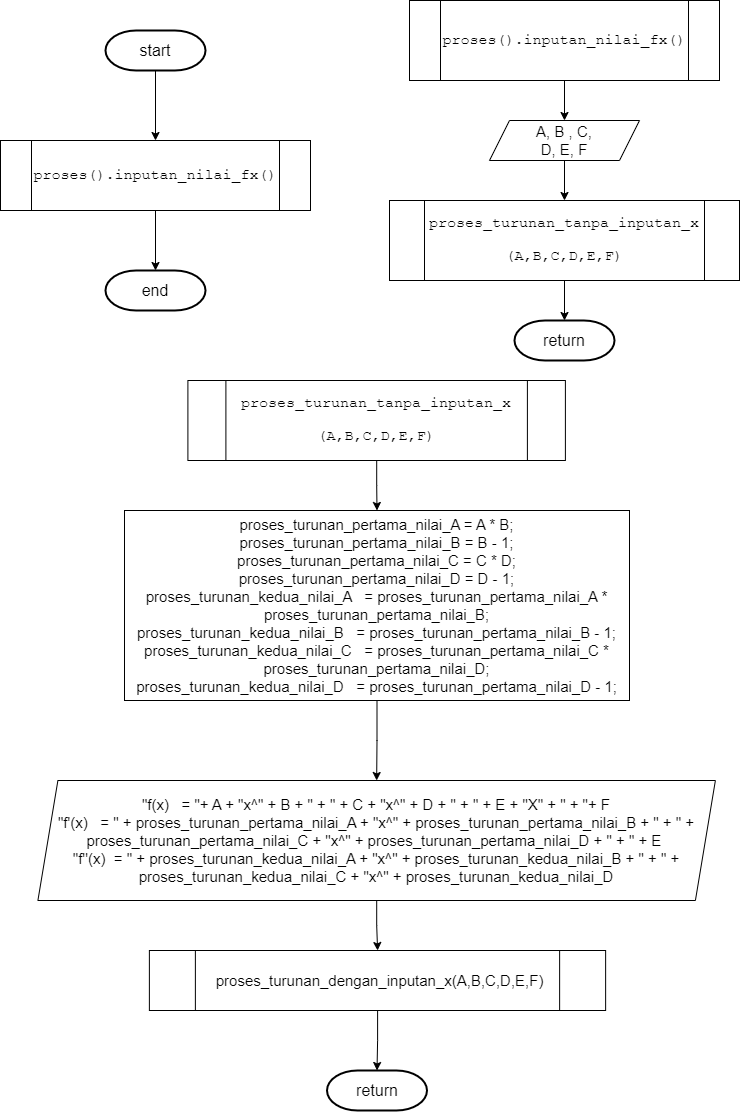 start
proses().inputan_nilai_fx()
end
proses().inputan_nilai_fx()
A, B , C,
D, E, F
proses_turunan_tanpa_inputan_x
(A,B,C,D,E,F)
return
proses_turunan_tanpa_inputan_x
(A,B,C,D,E,F)
proses_turunan_pertama_nilai_A = A * B;
proses_turunan_pertama_nilai_B = B - 1;
proses_turunan_pertama_nilai_C = C * D;
proses_turunan_pertama_nilai_D = D - 1;
proses_turunan_kedua_nilai_A   = proses_turunan_pertama_nilai_A *
proses_turunan_pertama_nilai_B;
proses_turunan_kedua_nilai_B   = proses_turunan_pertama_nilai_B - 1;
proses_turunan_kedua_nilai_C   = proses_turunan_pertama_nilai_C *
proses_turunan_pertama_nilai_D;
proses_turunan_kedua_nilai_D   = proses_turunan_pertama_nilai_D - 1;
"f(x)   = "+ A + "x^" + B + " + " + C + "x^" + D + " + " + E + "X" + " + "+ F
"f'(x)   = " + proses_turunan_pertama_nilai_A + "x^" + proses_turunan_pertama_nilai_B + " + " +
proses_turunan_pertama_nilai_C + "x^" + proses_turunan_pertama_nilai_D + " + " + E
"f''(x)  = " + proses_turunan_kedua_nilai_A + "x^" + proses_turunan_kedua_nilai_B + " + " +
proses_turunan_kedua_nilai_C + "x^" + proses_turunan_kedua_nilai_D
proses_turunan_dengan_inputan_x(A,B,C,D,E,F)
return